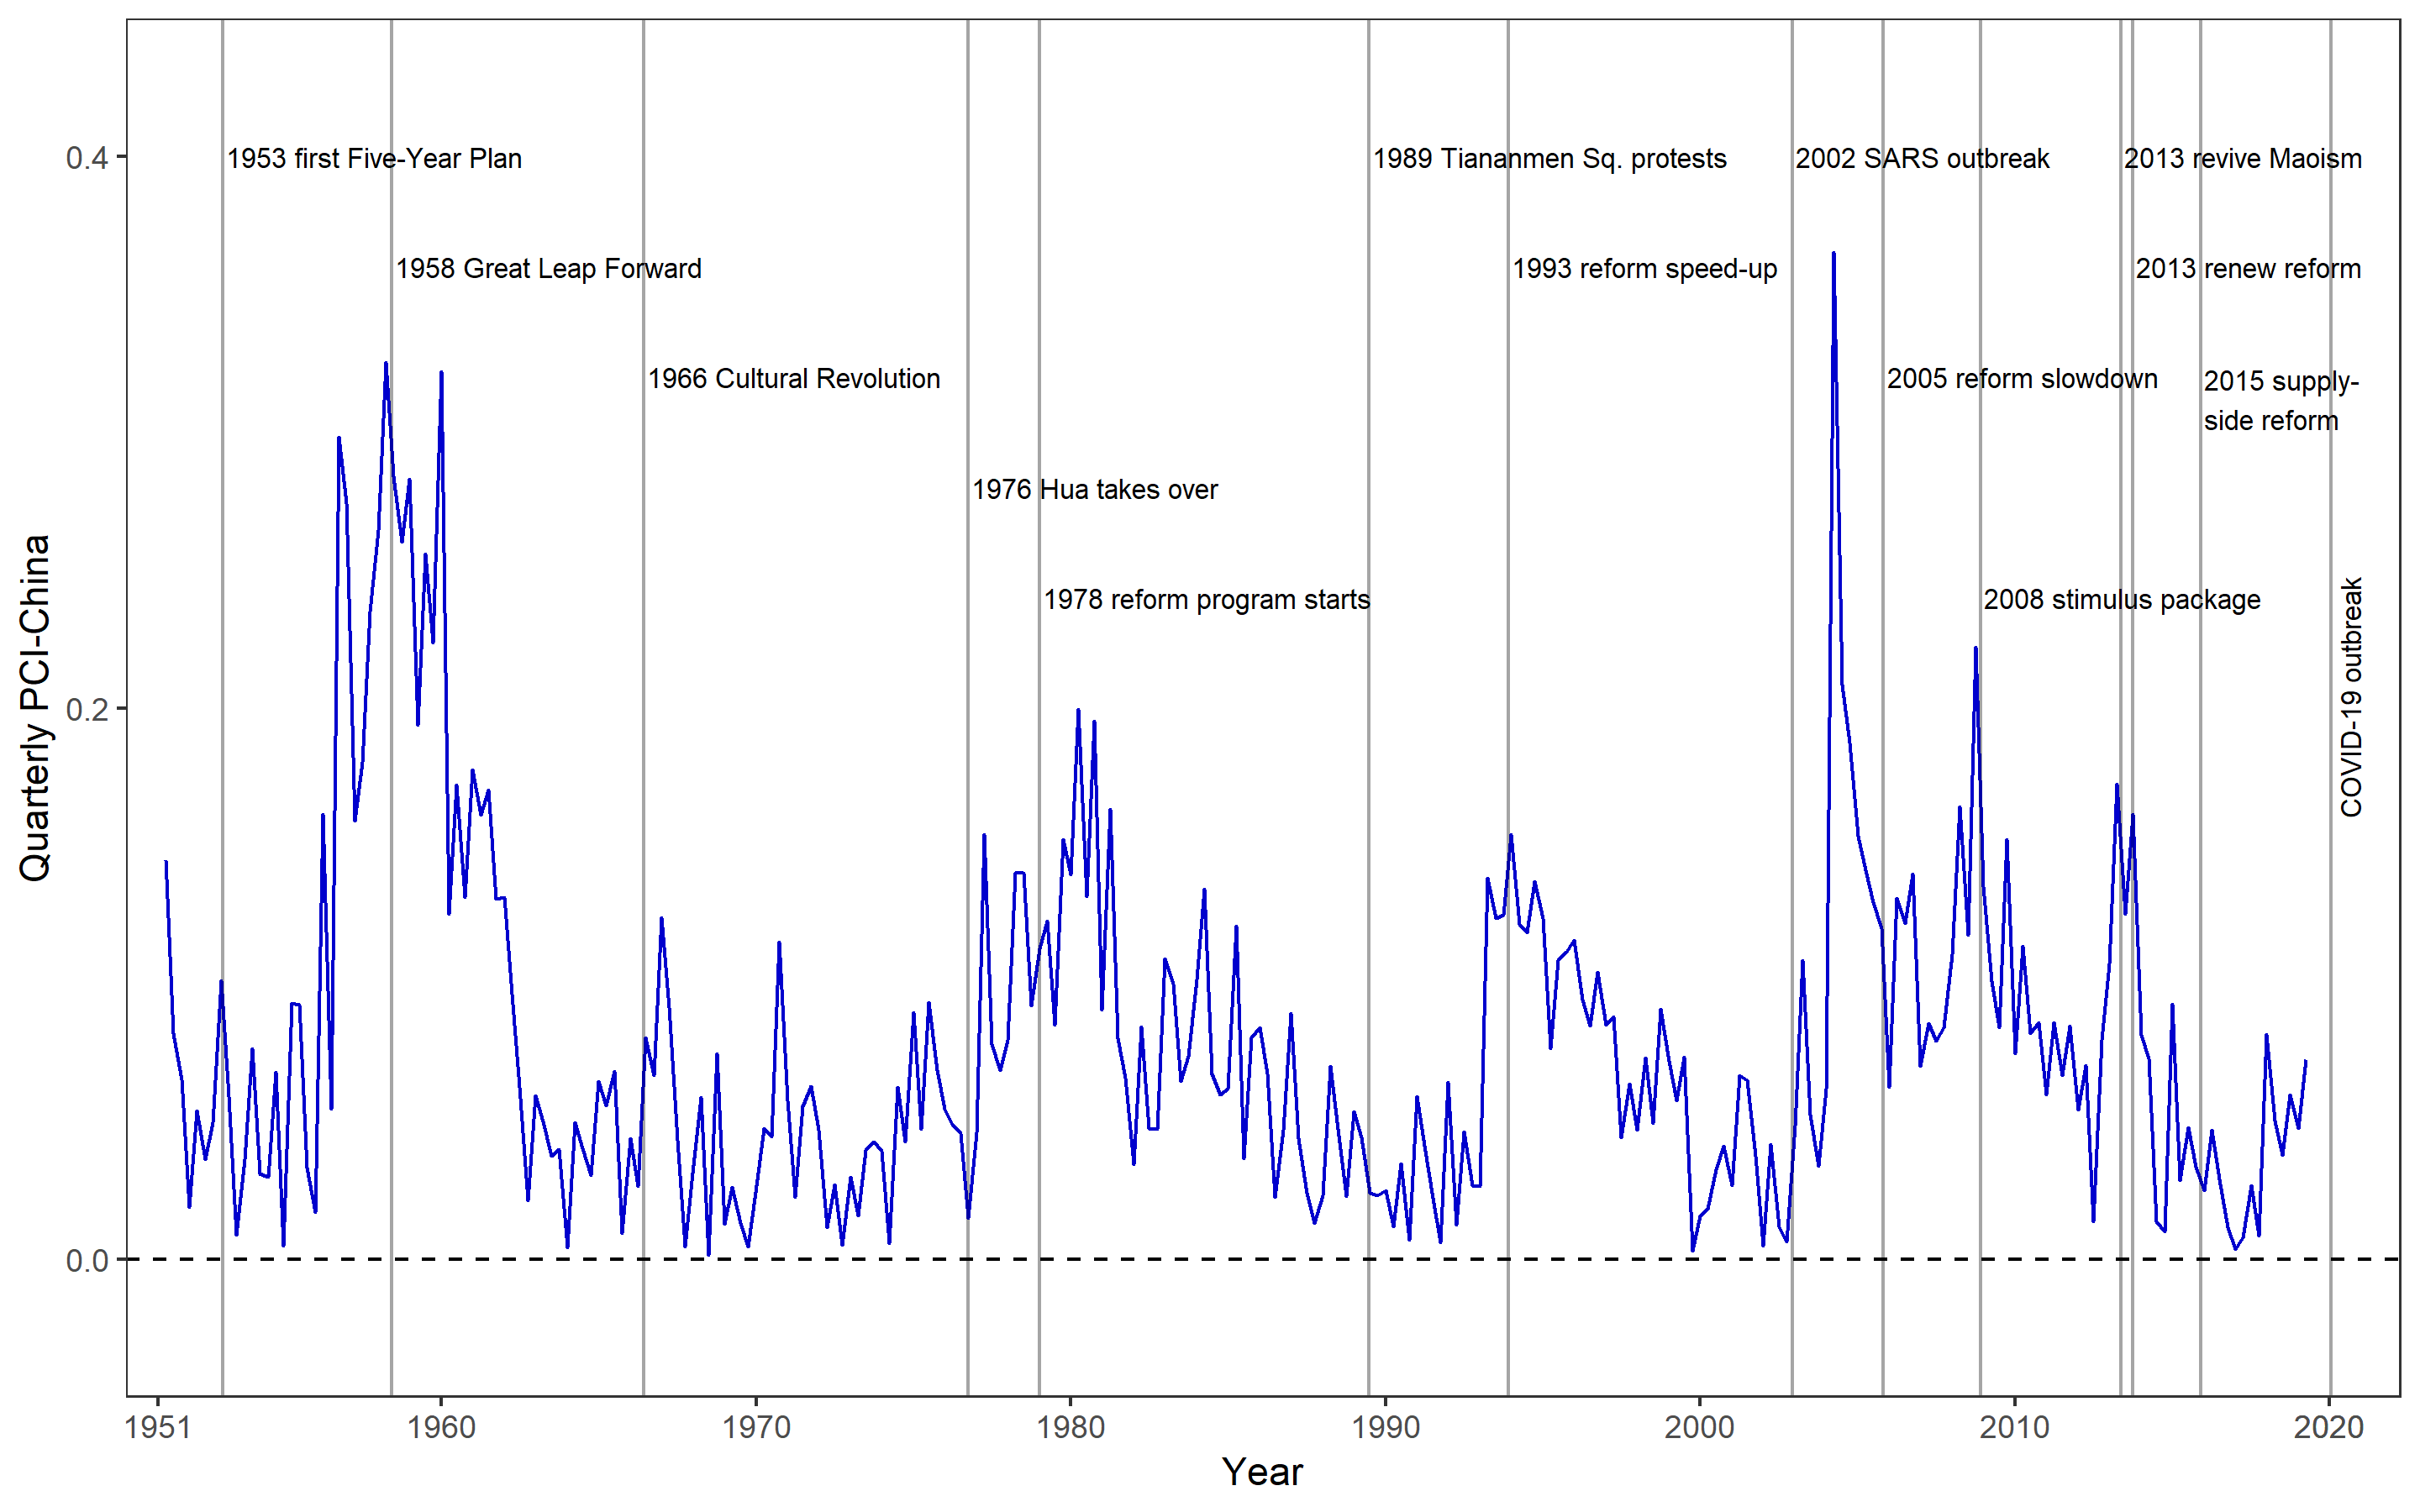 0.4
0.2
0.0
Quarterly PCI-China
1953 first Five-Year Plan
1989 Tiananmen Sq. protests
2002 SARS outbreak
2013 revive Maoism
1958 Great Leap Forward
1993 reform speed-up
2013 renew reform
1966 Cultural Revolution
2005 reform slowdown
2015 supply-
side reform
1976 Hua takes over
1978 reform program starts
2008 stimulus package
COVID-19 outbreak
1951
1960
1970
1980
1990
2000
2010
2020
Year